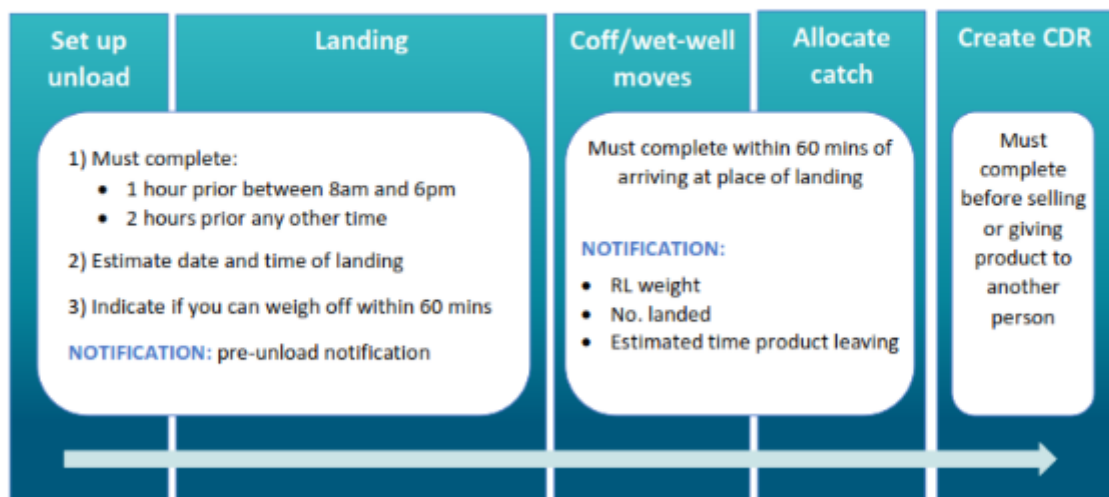 Set up
unload
Landing
Coff/wet-well
moves
Allocate
catch
Create CDR
1) Must complete:
• 1 hour prior between 8am and 6pm
• 2 hours prior any other time
2) Estimate date and time of landing
3) Indicate if you can weigh off within 60 mins
NOTIFICATION: pre-unload notification
Must complete within 60 mins of
arriving at place of landing
NOTIFICATION:
• RL weight
• No. landed
• Estimated time product leaving
Must
complete
before selling
or giving
product to
another
person